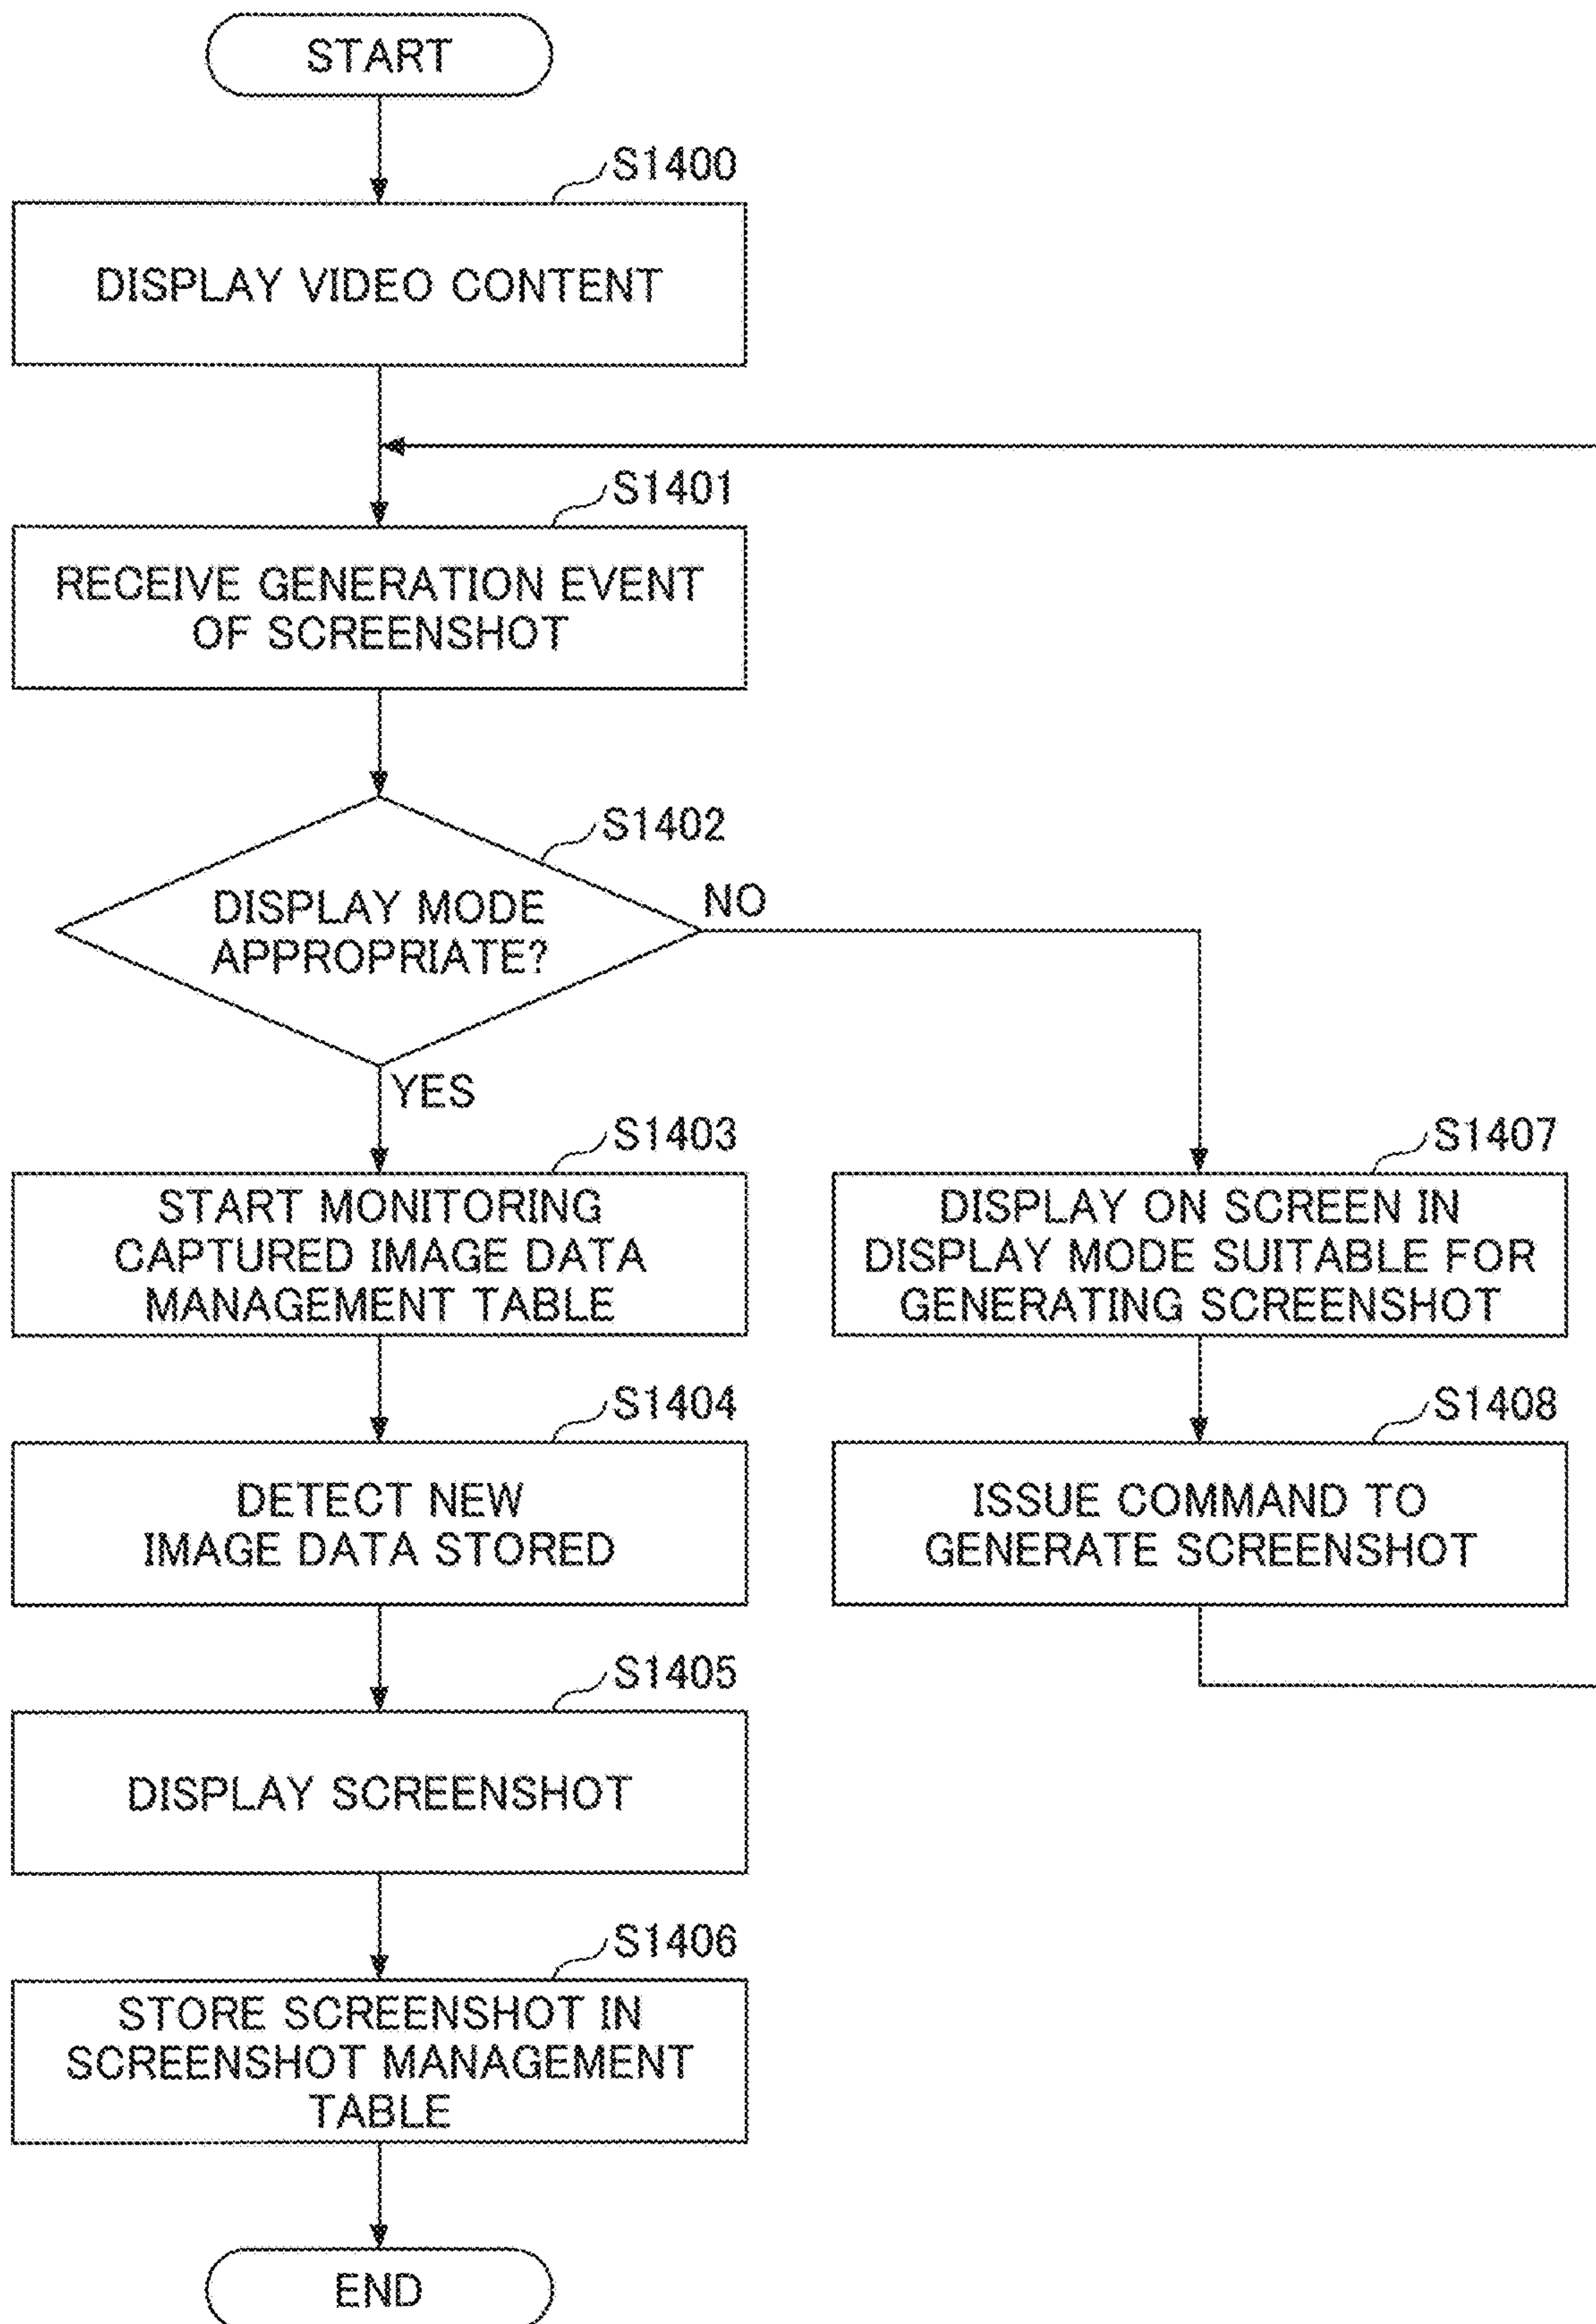 START
S1400
DISPLAY VIDEO CONTENT
S1401
RECEIVE GENERATION EVENT
OF SCREENSHOT
S1402
DISPLAY MODE
APPROPRIATE?
NO
YES
S1403
START MONITORING
CAPTURED IMAGE DATA
MANAGEMENT TABLE
S1404
DETECT NEW
IMAGE DATA STORED
S1405
DISPLAY SCREENSHOT
S1406
STORE SCREENSHOT IN
SCREENSHOT MANAGEMENT
TABLE
END
S1407
DISPLAY ON SCREEN IN
DISPLAY MODE SUITABLE FOR
GENERATING SCREENSHOT
S1408
ISSUE COMMAND TO
GENERATE SCREENSHOT